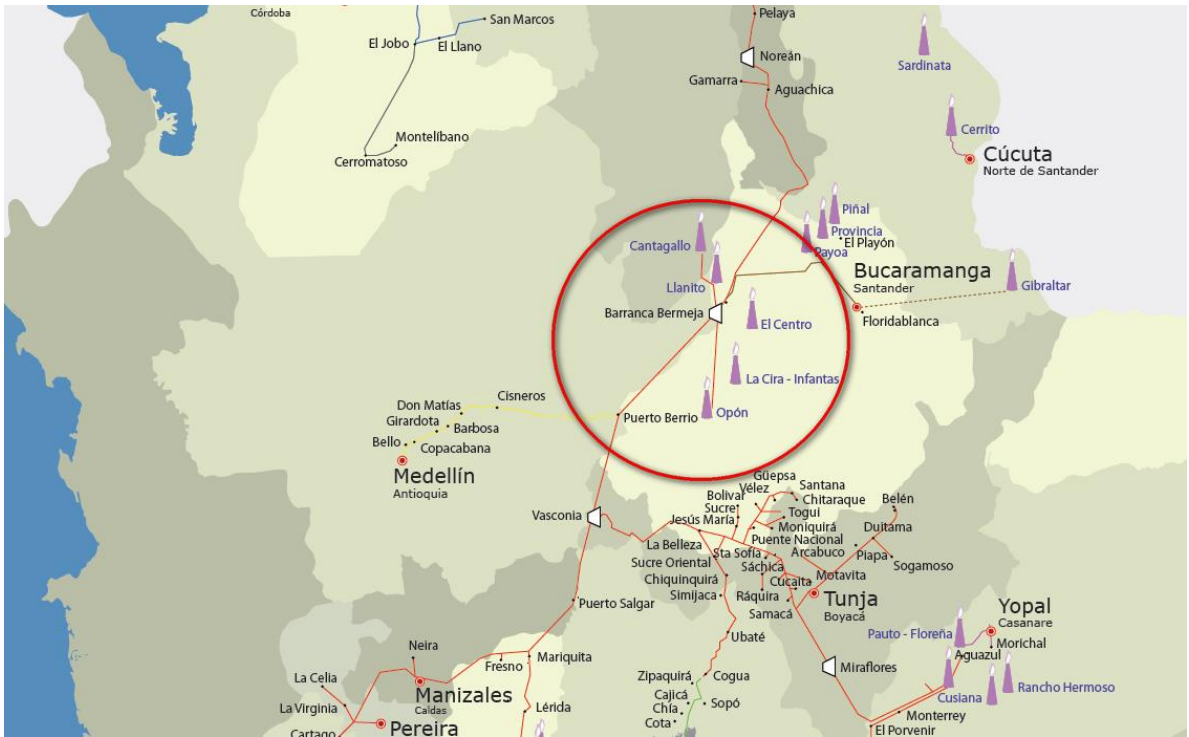 Córdoba
San Marcos
El Jobo
El Llano
Montelíbano
Cerromatoso
Pelaya
Noreán
Gamarra
Aguachica
Sardinata
Cerrito
Cúcuta
Norte de Santander
Piñal
Provincia
El Playón
Payoa
Cantagallo
Llanito
Bucaramanga
Santander
Gibraltar
Barranca Bermeja
El Centro
Floridablanca
La Cira - Infantas
Opón
Puerto Berrio
Cisneros
Don Matías
Girardota
Barbosa
Bello
Copacabana
Medellín
Antioquia
Vasconia
Güepsa
Vélez
Santana
Bolivar
Chitaraque
Sucre
Togui
Belén
Jesús María
Moniquirá
Duitama
La Belleza
Puente Nacional
Sta Sofía
Arcabuco
Piapa
Sucre Oriental
Sáchica
Sogamoso
Chiquinquirá
Cucaita
Motavita
Simijaca
Ráquira
Samacá
Tunja
Boyacá
Puerto Salgar
Ubaté
Yopal
Casanare
Pauto - Floreña
Morichal
Aguazul
Neira
Fresno
Mariquita
Zipaquirá
Cogua
Miraflores
La Celia
Manizales
Caldas
Cajicá
Chía
Sopó
Cota
Cusiana
Rancho Hermoso
La Virginia
Lérida
Monterrey
Cartago
Pereira
El Porvenir